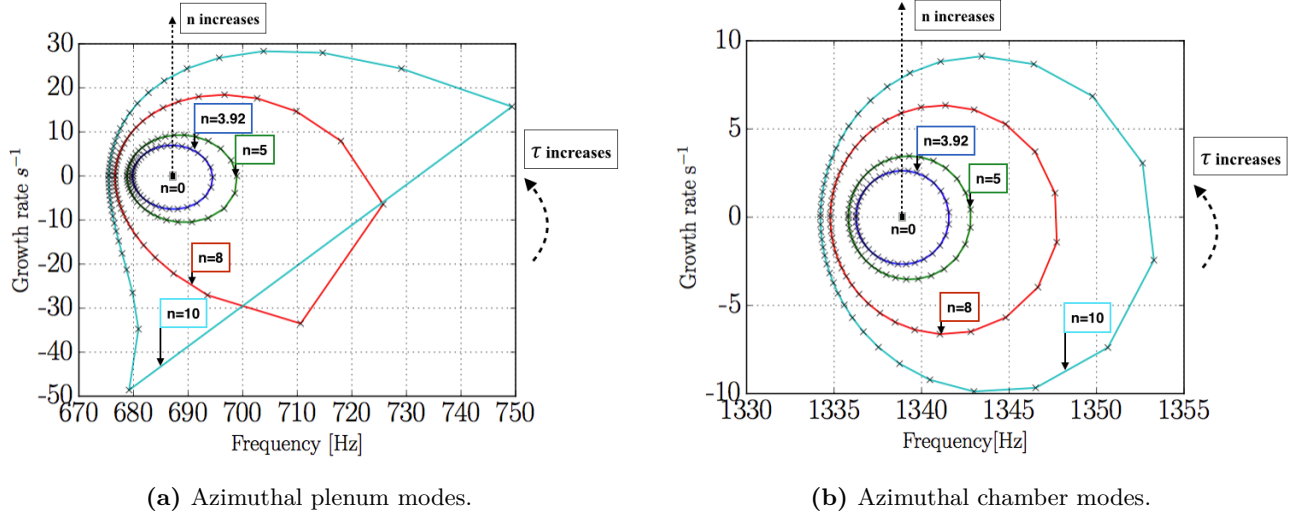 n increases
30
20
10
0
-10
-20
-30
-40
-50
Growth rate s⁻¹
n=3.92
n=5
n=0
n=8
n=10
τ increases
670 680 690 700 710 720 730 740 750
Frequency [Hz]
(a) Azimuthal plenum modes.
n increases
10
5
0
-5
-10
Growth rate s⁻¹
n=3.92
n=5
n=0
n=8
n=10
τ increases
1330 1335 1340 1345 1350 1355
Frequency[Hz]
(b) Azimuthal chamber modes.